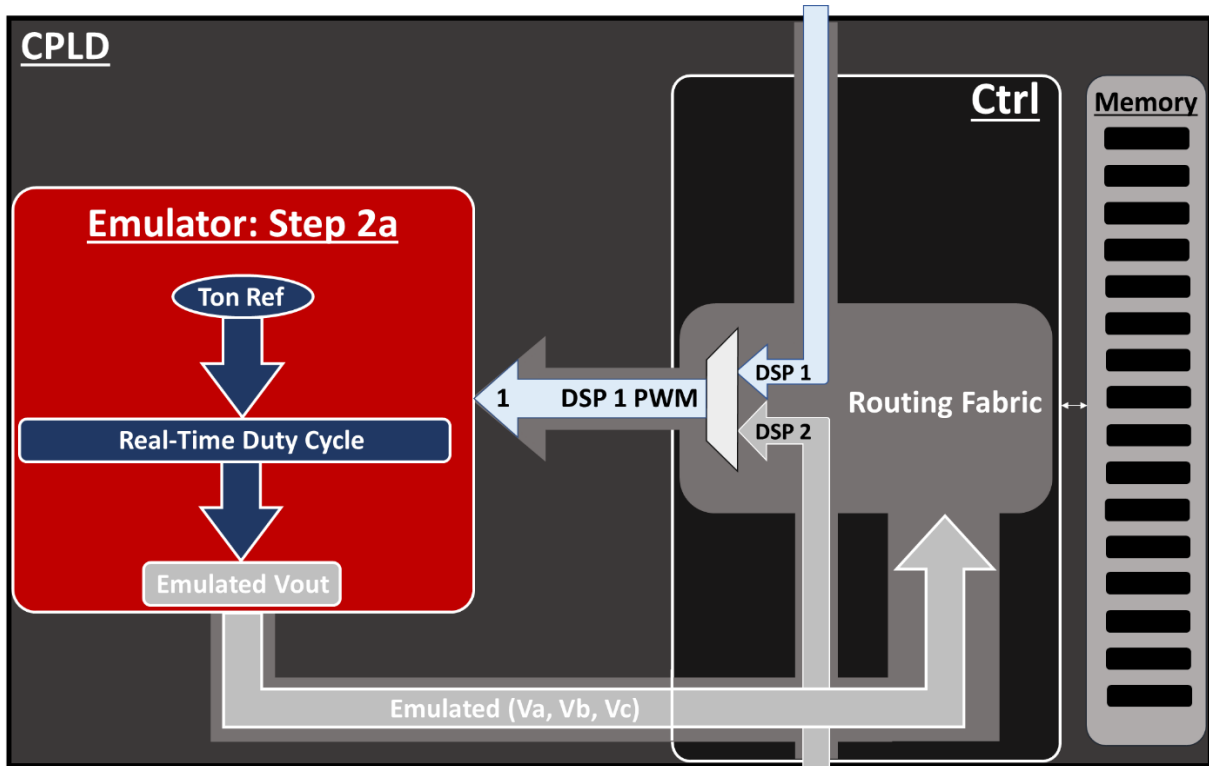 CPLD
Ctrl
Memory
Emulator: Step 2a
Ton Ref
DSP 1
1 DSP 1 PWM
Routing Fabric
DSP 2
Real-Time Duty Cycle
Emulated Vout
Emulated (Va, Vb, Vc)